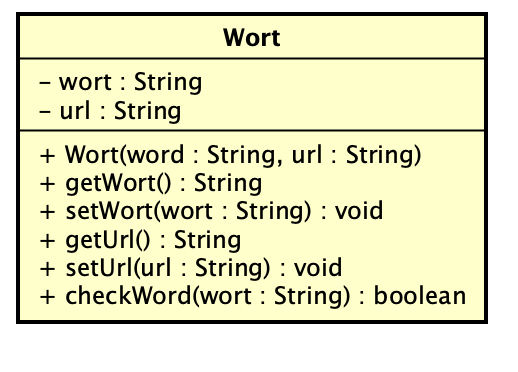 Wort
– wort : String
– url : String
+ Wort(word : String, url : String)
+ getWort() : String
+ setWort(wort : String) : void
+ getUrl() : String
+ setUrl(url : String) : void
+ checkWord(wort : String) : boolean